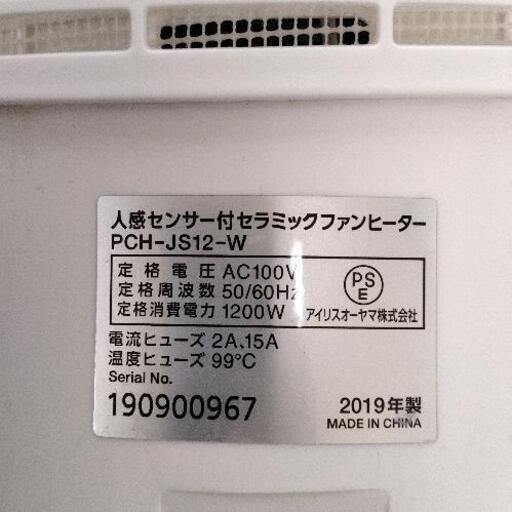 人感センサー付セラミックファンヒーター
PCH-JS12-W
定格電圧 AC100V
定格周波数 50/60Hz
定格消費電力 1200W
PSE
アイリスオーヤマ株式会社
電流ヒューズ 2A、15A
温度ヒューズ 99℃
Serial No.
190900967
2019年製
MADE IN CHINA